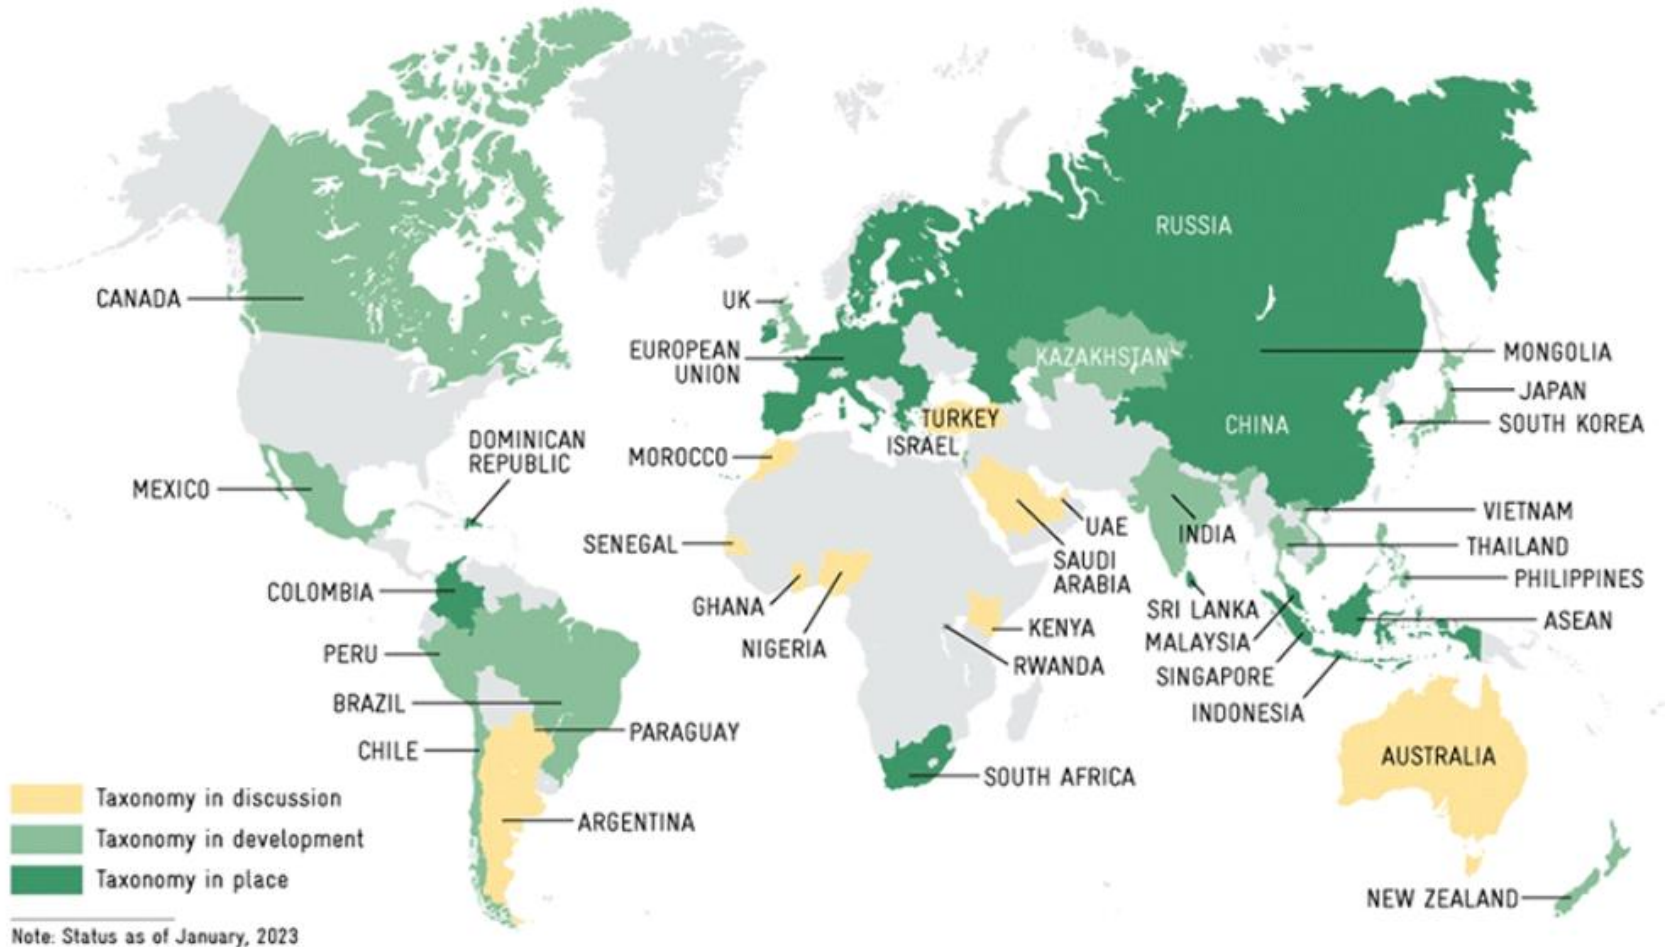 RUSSIA
CANADA
UK
EUROPEAN
UNION
KAZAKHSTAN
MONGOLIA
JAPAN
SOUTH KOREA
CHINA
TURKEY
ISRAEL
DOMINICAN
REPUBLIC
MOROCCO
MEXICO
SENEGAL
UAE
INDIA
SAUDI
ARABIA
VIETNAM
THAILAND
PHILIPPINES
COLOMBIA
GHANA
NIGERIA
KENYA
RWANDA
SRI LANKA
MALAYSIA
SINGAPORE
INDONESIA
ASEAN
PERU
BRAZIL
PARAGUAY
CHILE
SOUTH AFRICA
AUSTRALIA
ARGENTINA
NEW ZEALAND
Taxonomy in discussion
Taxonomy in development
Taxonomy in place
Note: Status as of January, 2023